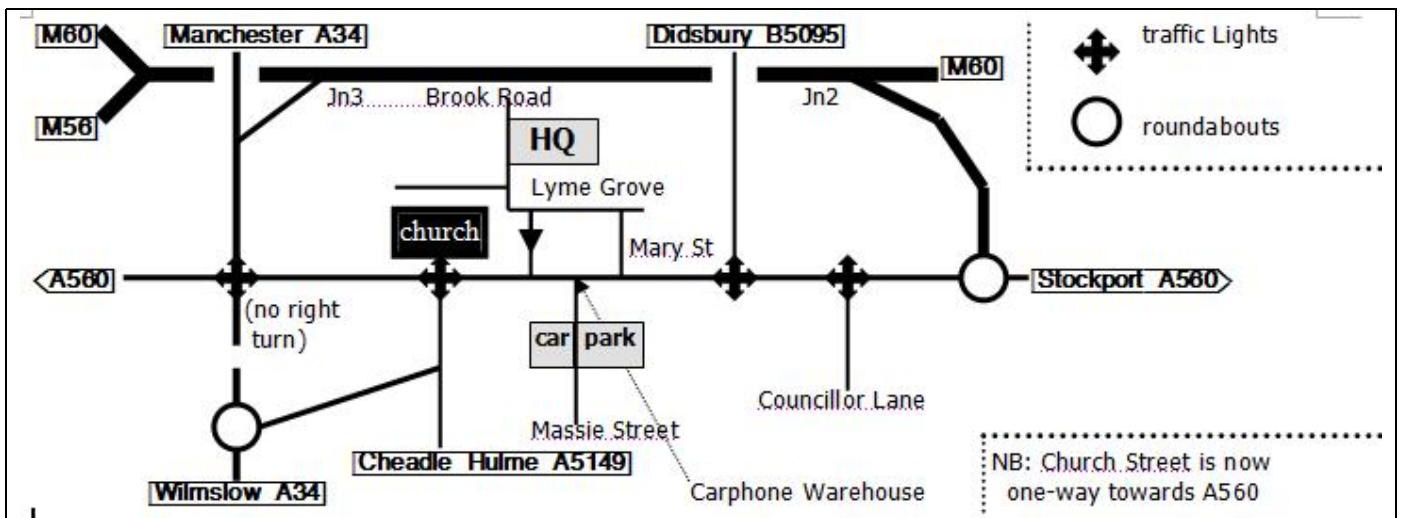 M60
Manchester A34
Didsbury B5095
traffic Lights
M60
Jn3
Brook Road
Jn2
M56
HQ
roundabouts
Lyme Grove
church
Mary St
A560
Stockport A560
(no right
turn)
car park
Councillor Lane
Massie Street
Cheadle Hulme A5149
Wilmslow A34
Carphone Warehouse
NB: Church Street is now
one-way towards A560